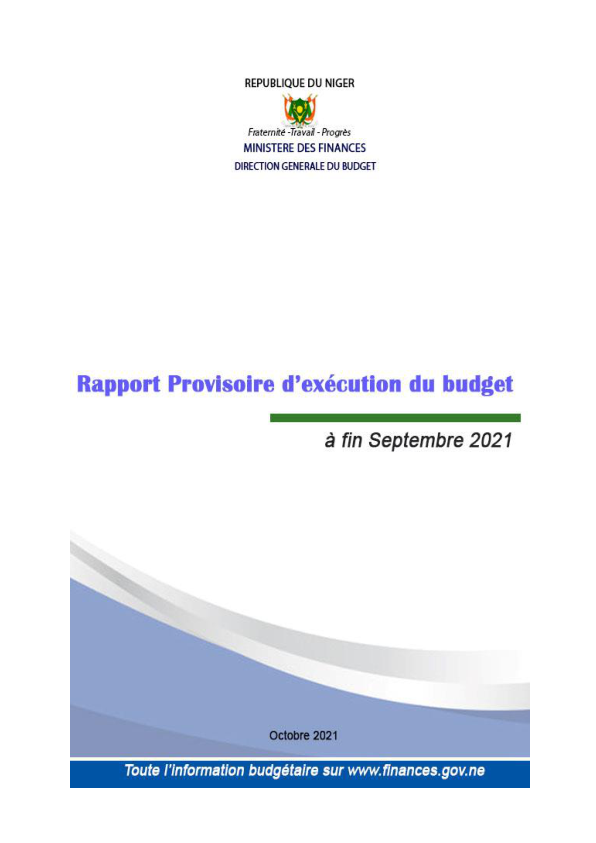 REPUBLIQUE DU NIGER
Fraternité -Travail - Progrès
MINISTERE DES FINANCES
DIRECTION GENERALE DU BUDGET
Rapport Provisoire d'exécution du budget
à fin Septembre 2021
Octobre 2021
Toute l'information budgétaire sur www.finances.gov.ne